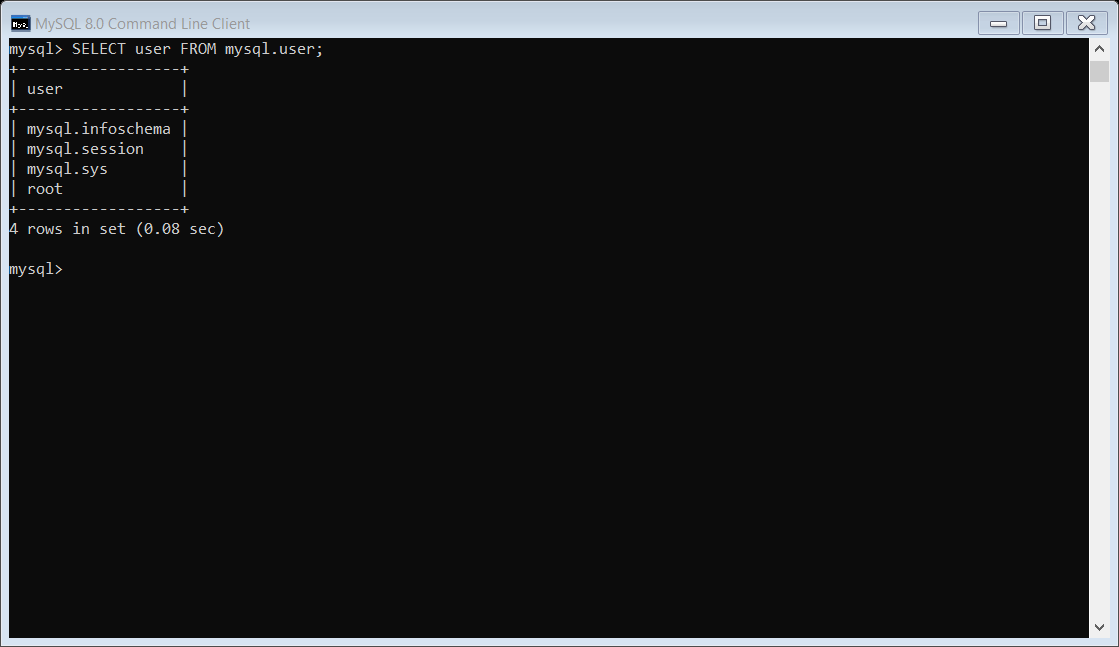 MySQL 8.0 Command Line Client
mysql> SELECT user FROM mysql.user;
+------------------+
| user             |
+------------------+
| mysql.infoschema |
| mysql.session    |
| mysql.sys        |
| root             |
+------------------+
4 rows in set (0.08 sec)
mysql>